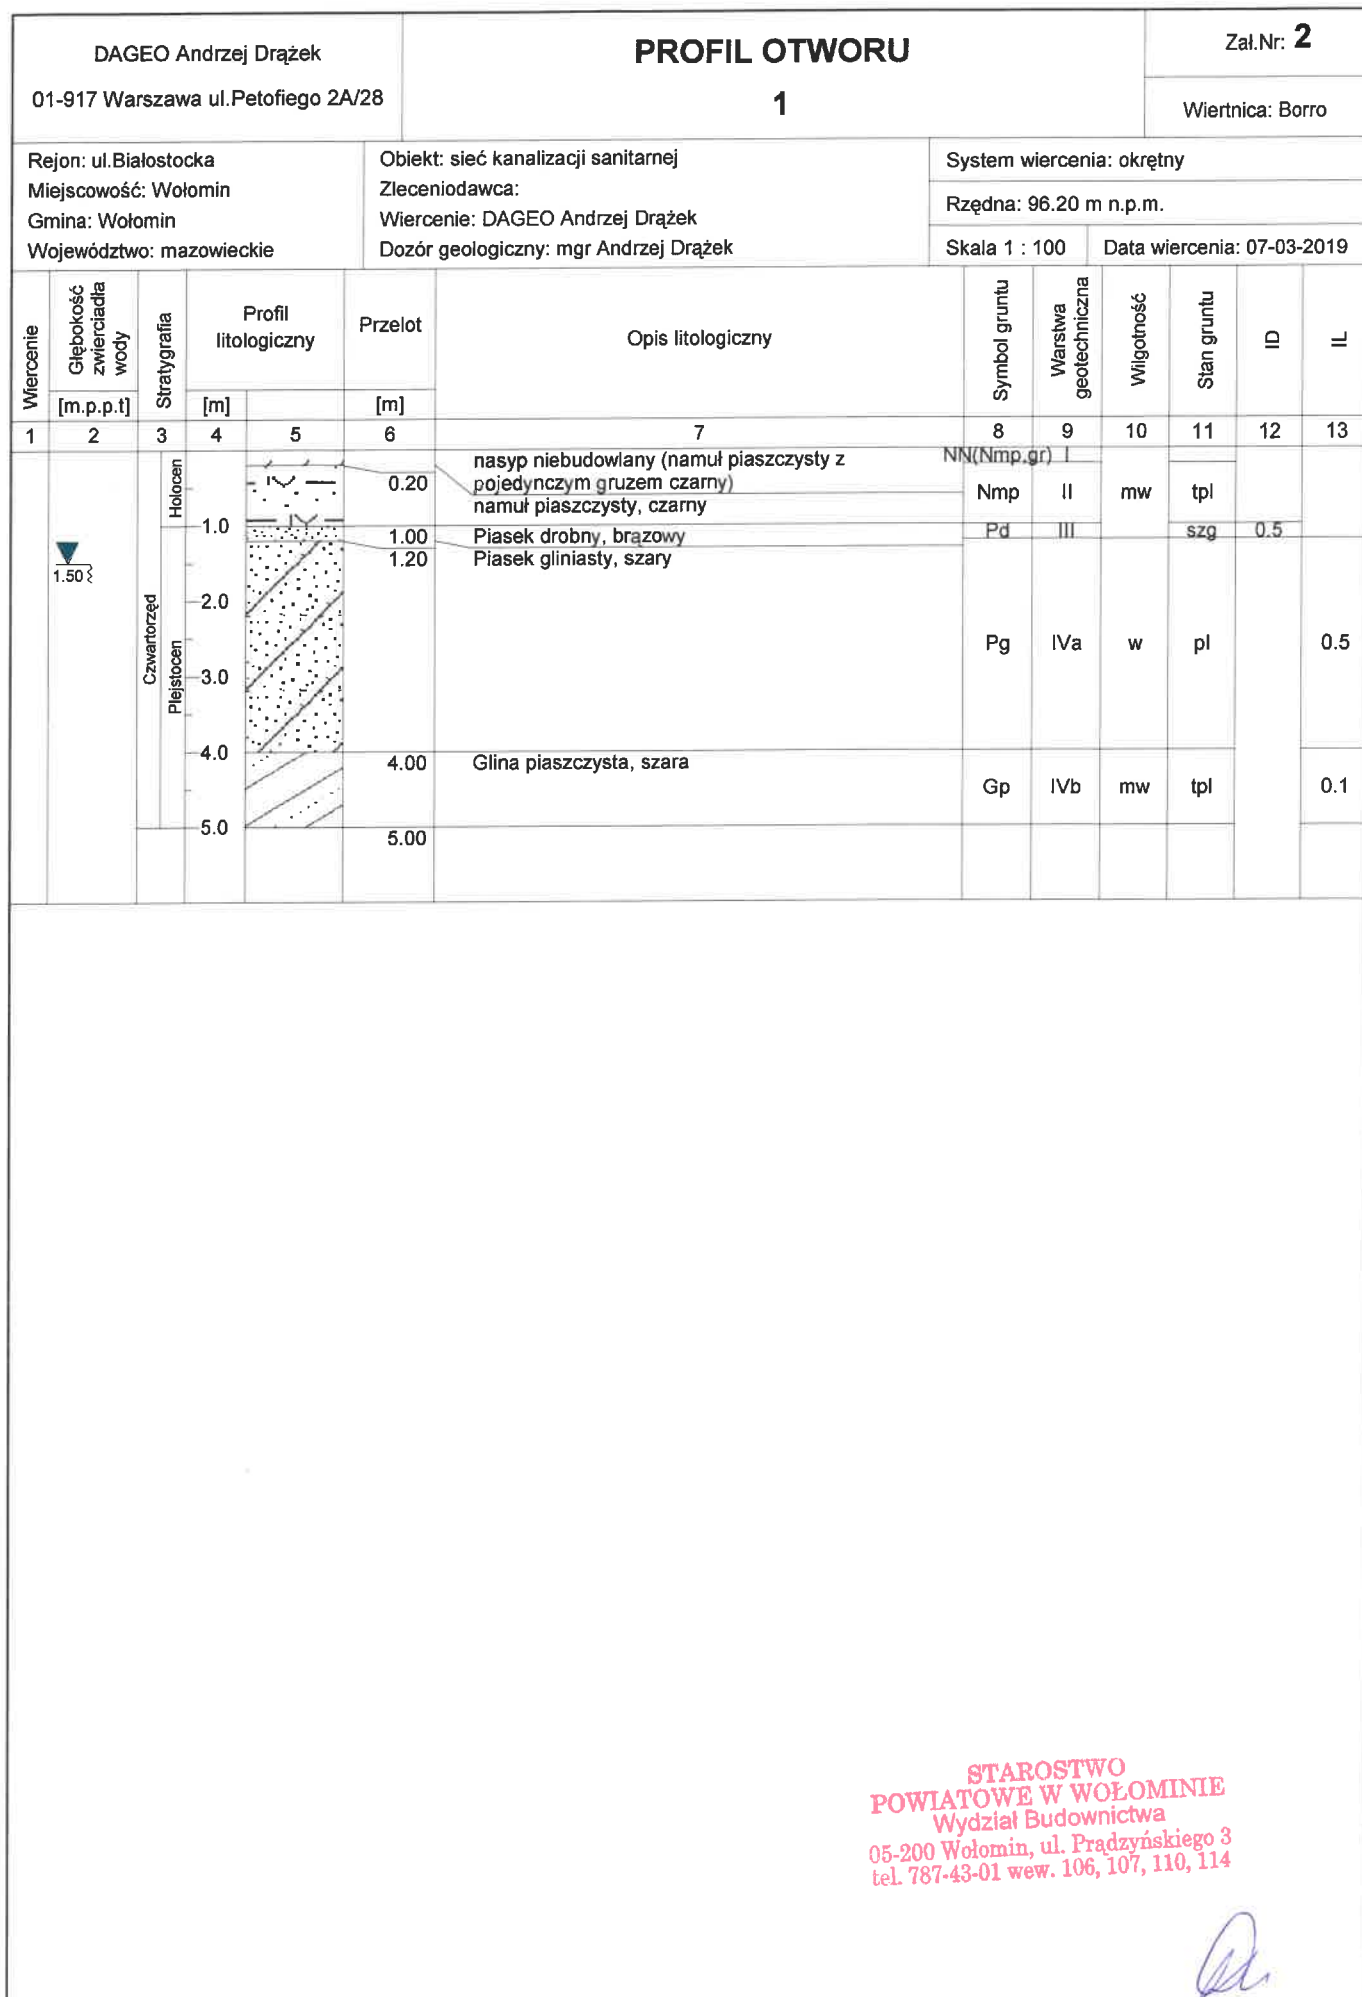 DAGEO Andrzej Drążek
01-917 Warszawa ul.Petofiego 2A/28
PROFIL OTWORU
1
Zał.Nr: 2
Wiertnica: Borro
Rejon: ul.Białostocka
Miejscowość: Wołomin
Gmina: Wołomin
Województwo: mazowieckie
Obiekt: sieć kanalizacji sanitarnej
Zleceniodawca:
Wiercenie: DAGEO Andrzej Drążek
Dozór geologiczny: mgr Andrzej Drążek
System wiercenia: okrętny
Rzędna: 96.20 m n.p.m.
Skala 1 : 100
Data wiercenia: 07-03-2019
Wiercenie
Głębokość
zwierciadła
wody
[m.p.p.t]
Stratygrafia
Profil
litologiczny
[m]
Przelot
[m]
Opis litologiczny
Symbol gruntu
Warstwa
geotechniczna
Wilgotność
Stan gruntu
ID
IL
1 2 3 4 5 6 7 8 9 10 11 12 13
Holocen
nasyp niebudowlany (namuł piaszczysty z
pojedynczym gruzem czarny)
NN(Nmp,gr) I
0.20
namuł piaszczysty, czarny
Nmp II mw tpl
1.0
1.00
Piasek drobny, brązowy
Pd III szg 0.5
1.20
Piasek gliniasty, szary
1.50
Czwartorzęd
Plejstocen
2.0
Pg IVa w pl 0.5
3.0
4.0
4.00
Glina piaszczysta, szara
Gp IVb mw tpl 0.1
5.0
5.00
STAROSTWO
POWIATOWE W WOŁOMINIE
Wydział Budownictwa
05-200 Wołomin, ul. Prądzyńskiego 3
tel. 787-43-01 wew. 106, 107, 110, 114